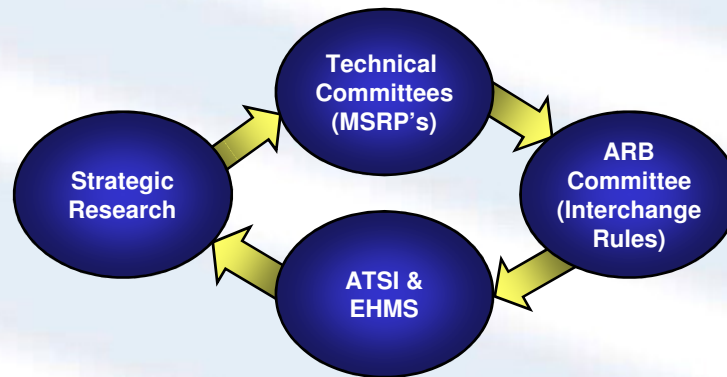 Technical
Committees
(MSRP's)
ARB
Committee
(Interchange
Rules)
Strategic
Research
ATSI &
EHMS